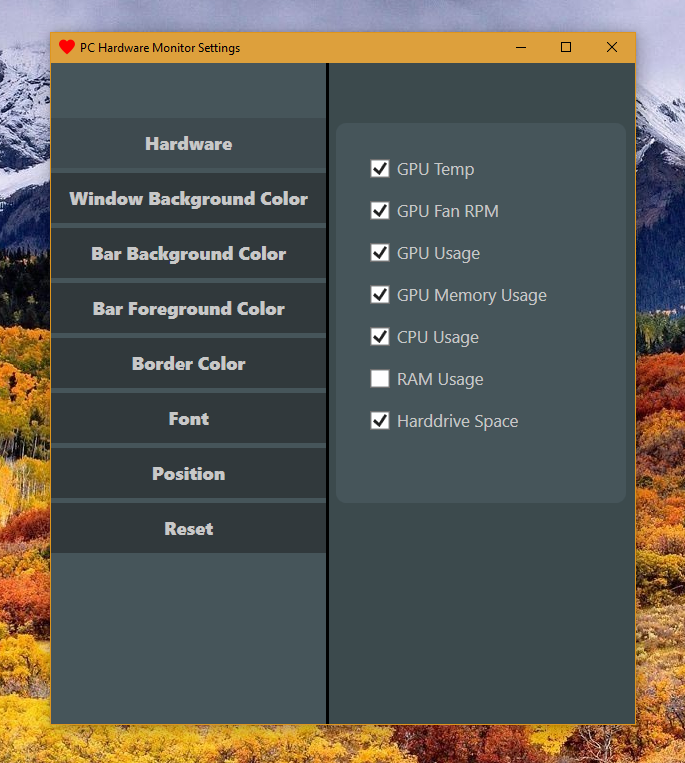 PC Hardware Monitor Settings
Hardware
Window Background Color
Bar Background Color
Bar Foreground Color
Border Color
Font
Position
Reset
GPU Temp
GPU Fan RPM
GPU Usage
GPU Memory Usage
CPU Usage
RAM Usage
Harddrive Space